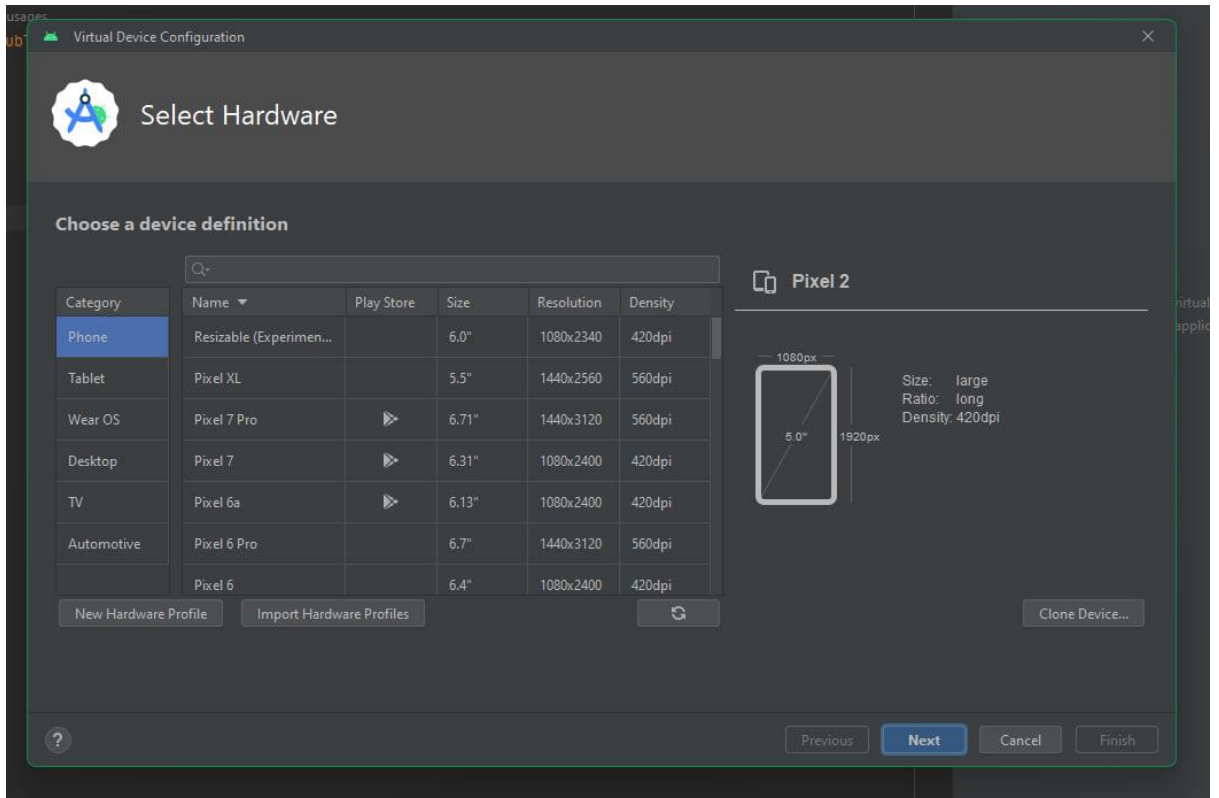 usages
Virtual Device Configuration
Select Hardware
Choose a device definition
Category
Phone
Tablet
Wear OS
Desktop
TV
Automotive
Name Play Store Size Resolution Density
Resizable (Experimen... 6.0" 1080x2340 420dpi
Pixel XL 5.5" 1440x2560 560dpi
Pixel 7 Pro 6.71" 1440x3120 560dpi
Pixel 7 6.31" 1080x2400 420dpi
Pixel 6a 6.13" 1080x2400 420dpi
Pixel 6 Pro 6.7" 1440x3120 560dpi
Pixel 6 6.4" 1080x2400 420dpi
New Hardware Profile Import Hardware Profiles
Pixel 2
1080px
5.0"
1920px
Size: large
Ratio: long
Density: 420dpi
Clone Device...
virtual
applic
? Previous Next Cancel Finish